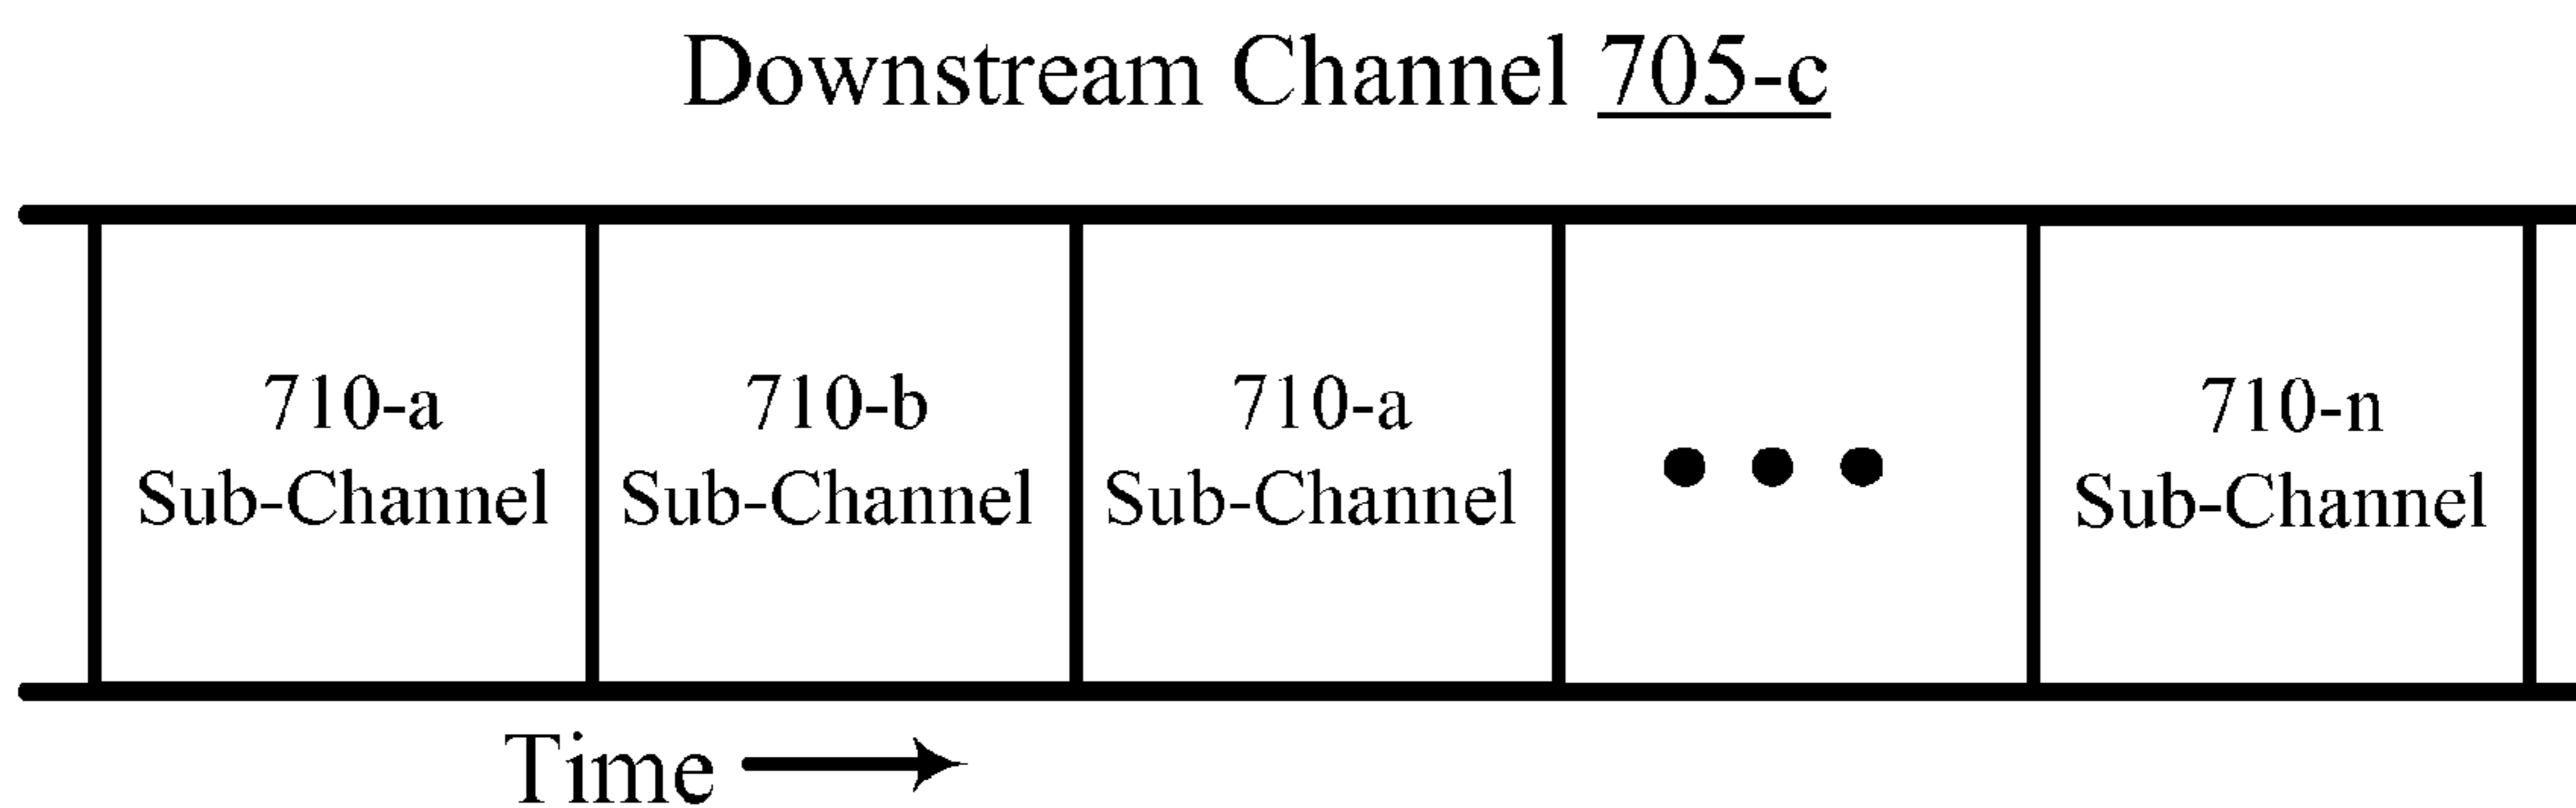 Downstream Channel 705-c
710-a
Sub-Channel
710-b
Sub-Channel
710-a
Sub-Channel
710-n
Sub-Channel
Time